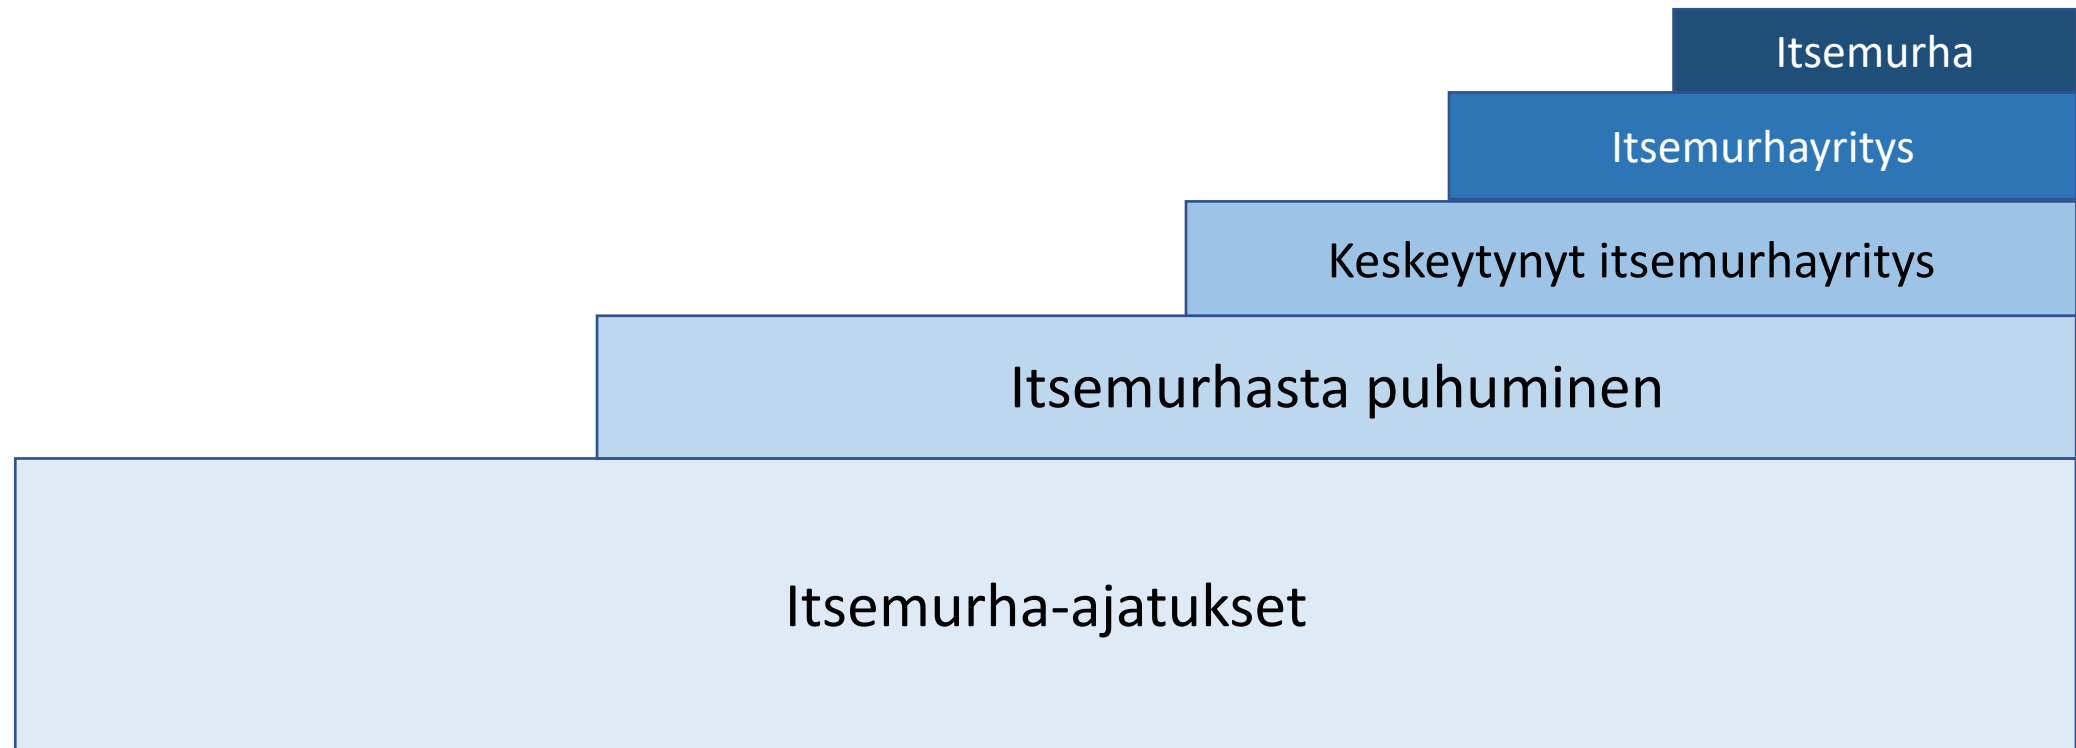 Itsemurha
Itsemurhayritys
Keskeytynyt itsemurhayritys
Itsemurhasta puhuminen
Itsemurha-ajatukset